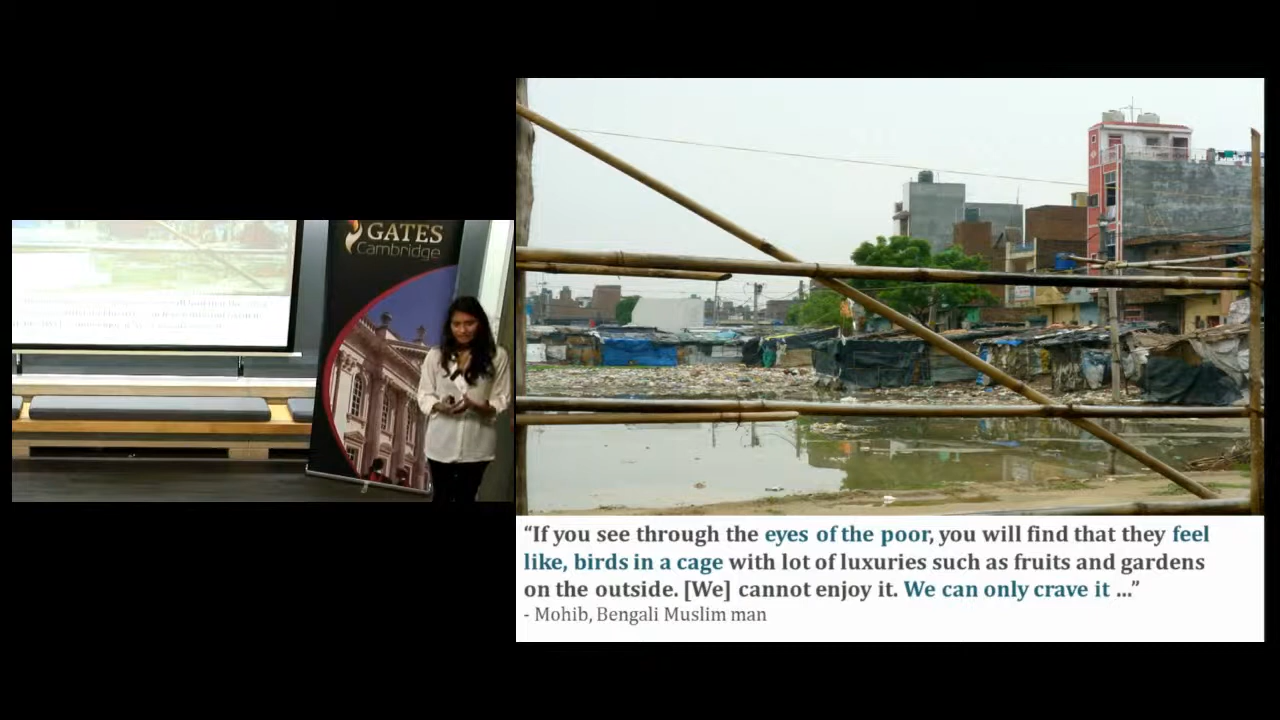 GATES
Cambridge
“If you see through the eyes of the poor, you will find that they feel
like, birds in a cage with lot of luxuries such as fruits and gardens
on the outside. [We] cannot enjoy it. We can only crave it ...”
- Mohib, Bengali Muslim man